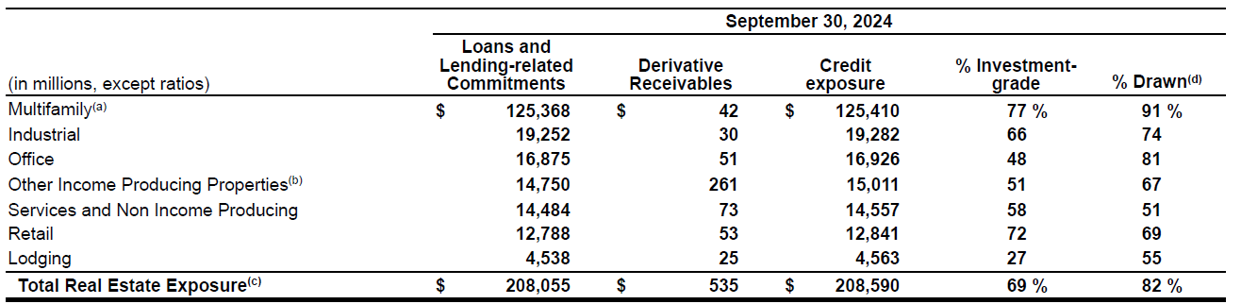 September 30, 2024
(in millions, except ratios) Loans and Lending-related Commitments Derivative Receivables Credit exposure % Investment-grade % Drawn(d)
Multifamily(a) $ 125,368 $ 42 $ 125,410 77 % 91 %
Industrial 19,252 30 19,282 66 74
Office 16,875 51 16,926 48 81
Other Income Producing Properties(b) 14,750 261 15,011 51 67
Services and Non Income Producing 14,484 73 14,557 58 51
Retail 12,788 53 12,841 72 69
Lodging 4,538 25 4,563 27 55
Total Real Estate Exposure(c) $ 208,055 $ 535 $ 208,590 69 % 82 %